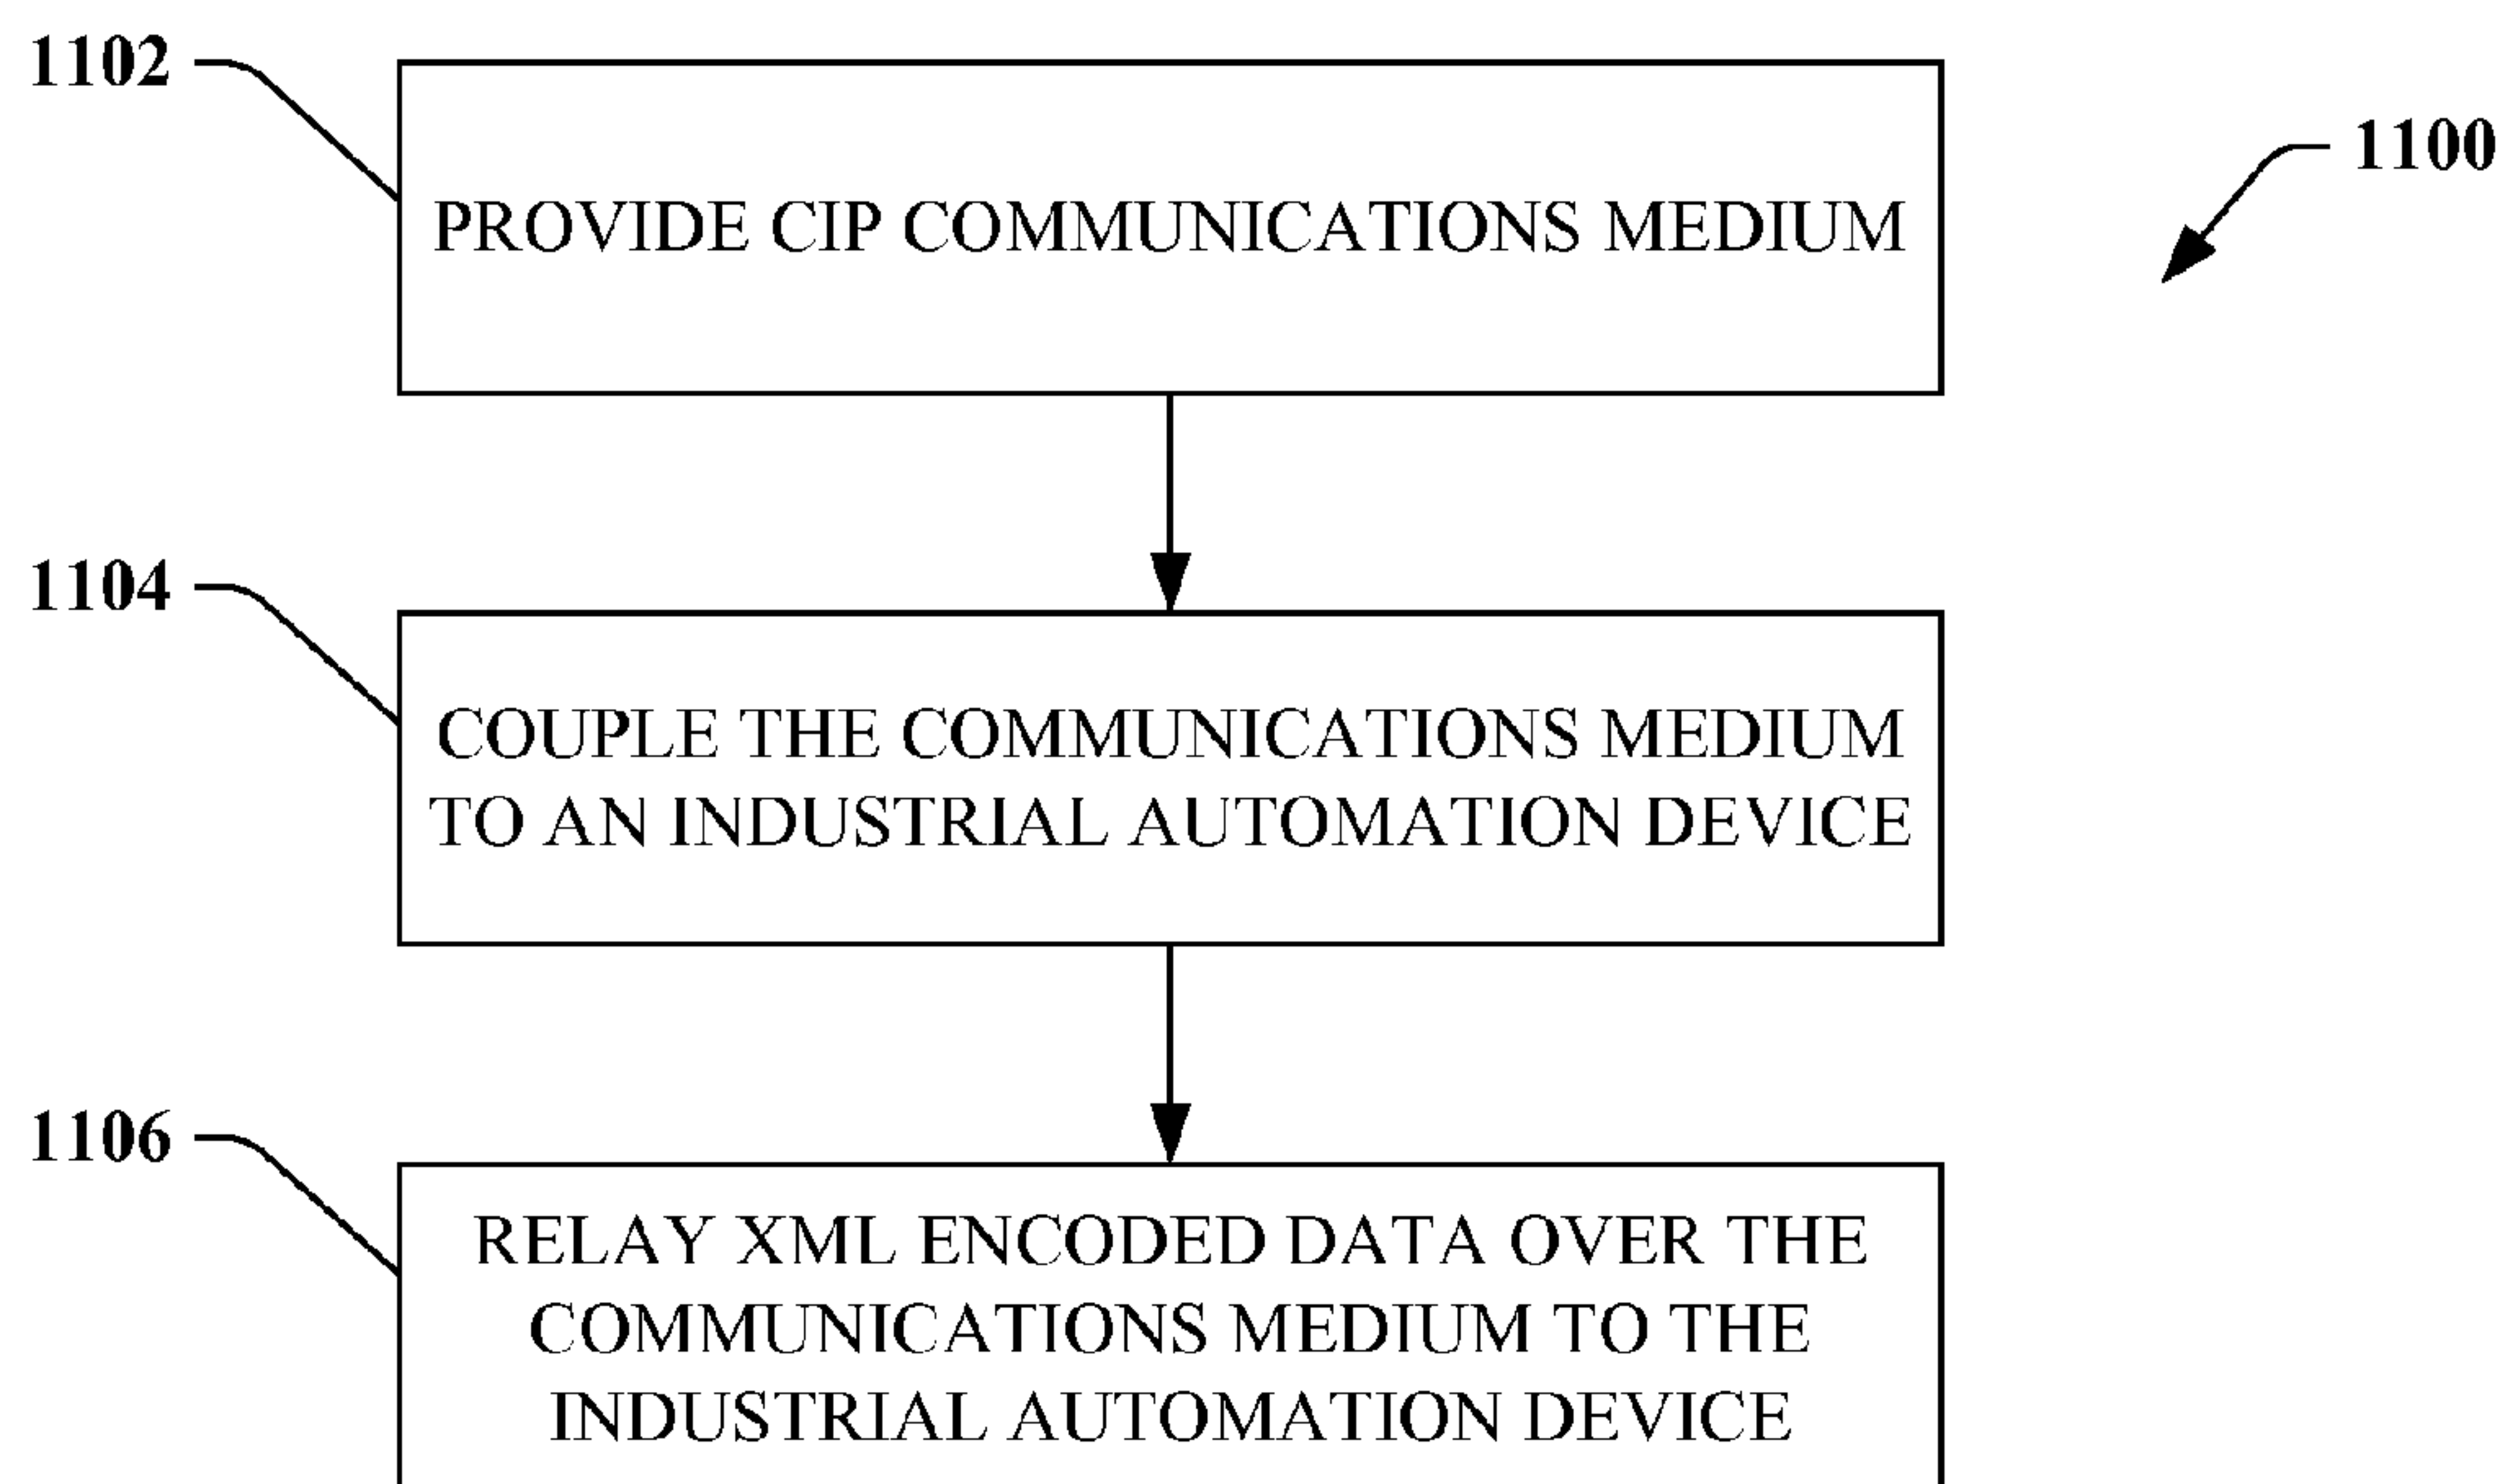 1102
1100
PROVIDE CIP COMMUNICATIONS MEDIUM
1104
COUPLE THE COMMUNICATIONS MEDIUM
TO AN INDUSTRIAL AUTOMATION DEVICE
1106
RELAY XML ENCODED DATA OVER THE
COMMUNICATIONS MEDIUM TO THE
INDUSTRIAL AUTOMATION DEVICE